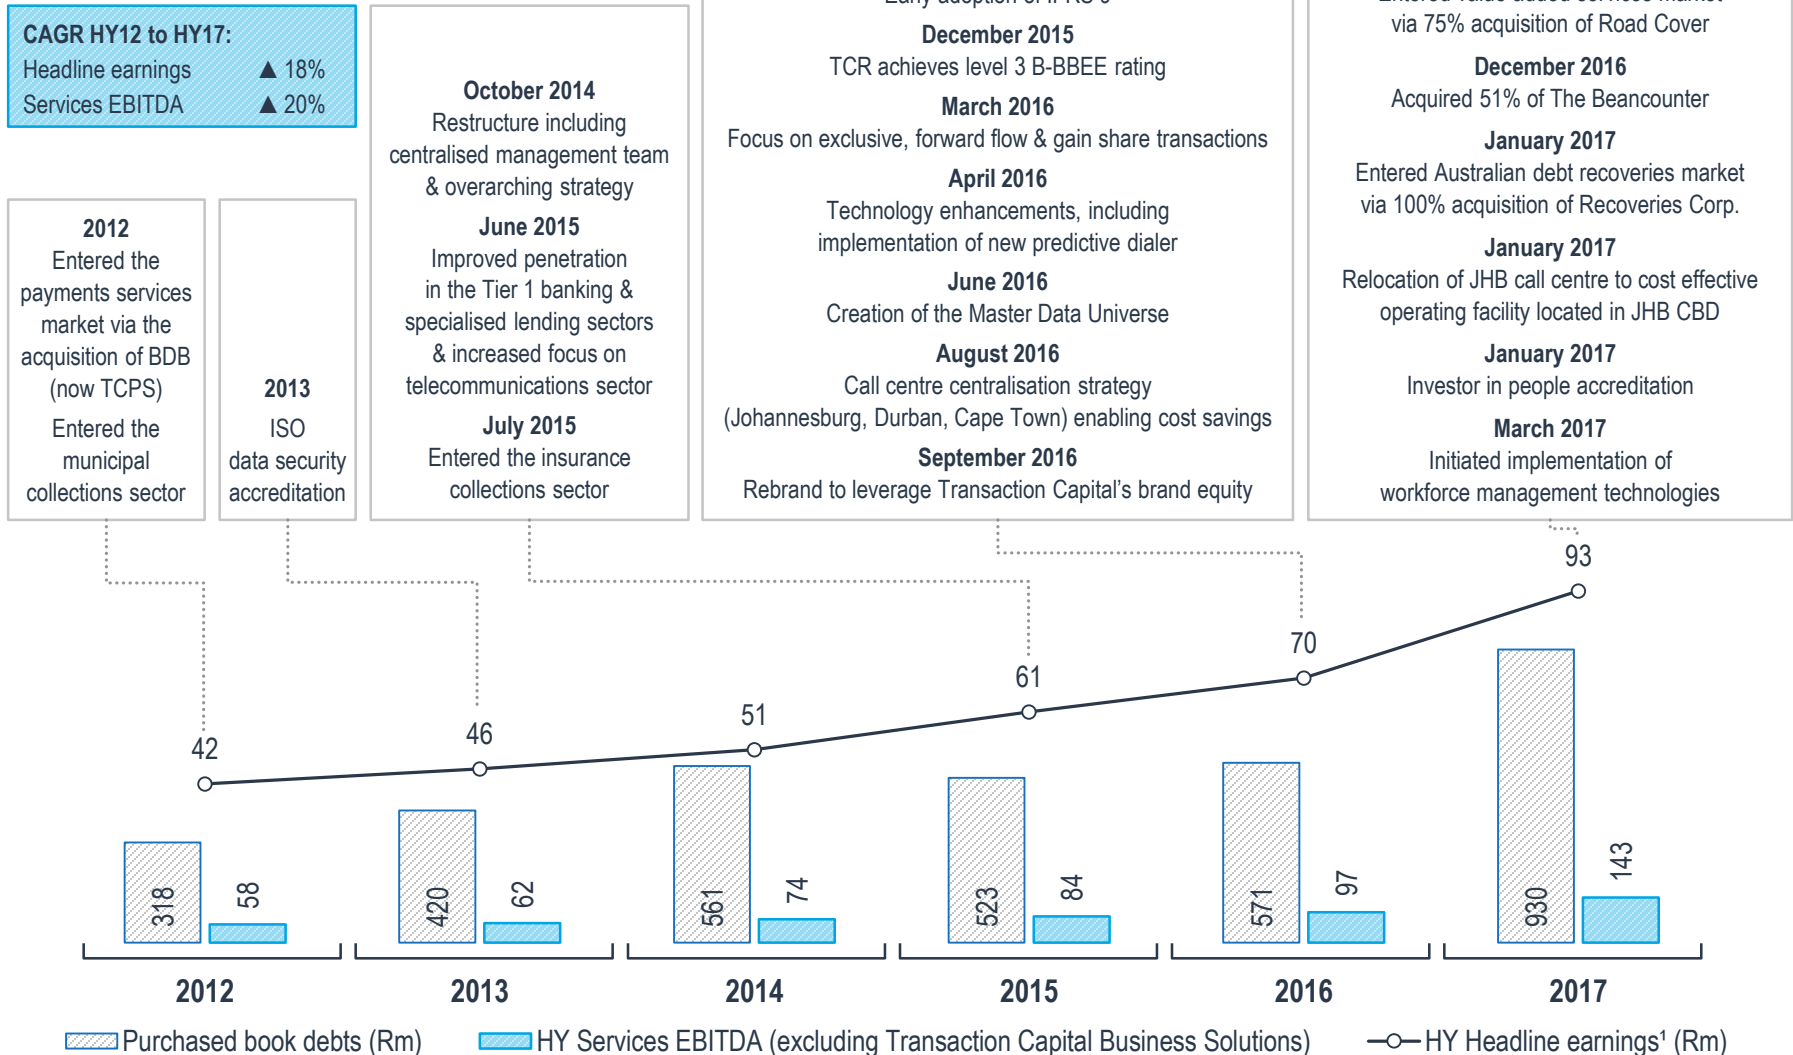 CAGR HY12 to HY17:
Headline earnings ▲ 18%
Services EBITDA ▲ 20%
2012
Entered the
payments services
market via the
acquisition of BDB
(now TCPS)
Entered the
municipal
collections sector
2013
ISO
data security
accreditation
October 2014
Restructure including
centralised management team
& overarching strategy
June 2015
Improved penetration
in the Tier 1 banking &
specialised lending sectors
& increased focus on
telecommunications sector
July 2015
Entered the insurance
collections sector
Early adoption of IFRS 9
December 2015
TCR achieves level 3 B-BBEE rating
March 2016
Focus on exclusive, forward flow & gain share transactions
April 2016
Technology enhancements, including
implementation of new predictive dialer
June 2016
Creation of the Master Data Universe
August 2016
Call centre centralisation strategy
(Johannesburg, Durban, Cape Town) enabling cost savings
September 2016
Rebrand to leverage Transaction Capital's brand equity
Entered value added services market
via 75% acquisition of Road Cover
December 2016
Acquired 51% of The Beancounter
January 2017
Entered Australian debt recoveries market
via 100% acquisition of Recoveries Corp.
January 2017
Relocation of JHB call centre to cost effective
operating facility located in JHB CBD
January 2017
Investor in people accreditation
March 2017
Initiated implementation of
workforce management technologies
42
46
51
61
70
93
318
58
420
62
561
74
523
84
571
97
930
143
2012
2013
2014
2015
2016
2017
Purchased book debts (Rm)
HY Services EBITDA (excluding Transaction Capital Business Solutions)
HY Headline earnings¹ (Rm)